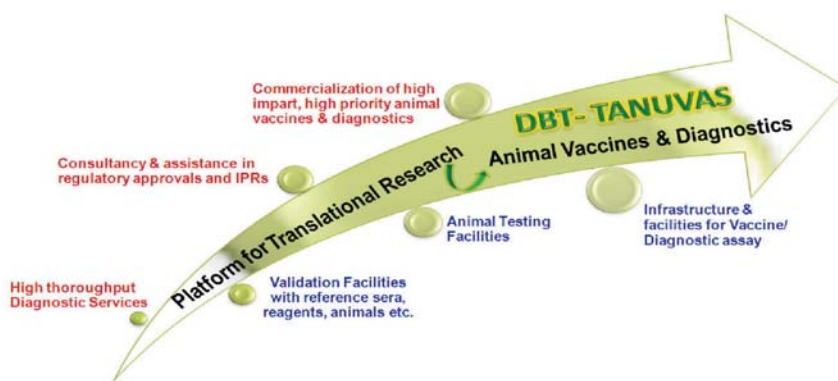 Commercialization of high
impart, high priority animal
vaccines & diagnostics
DBT- TANUVAS
Animal Vaccines & Diagnostics
Platform for Translational Research
Consultancy & assistance in
regulatory approvals and IPRs
Infrastructure &
facilities for Vaccine/
Diagnostic assay
Animal Testing
Facilities
High thoroughput
Diagnostic Services
Validation Facilities
with reference sera,
reagents, animals etc.